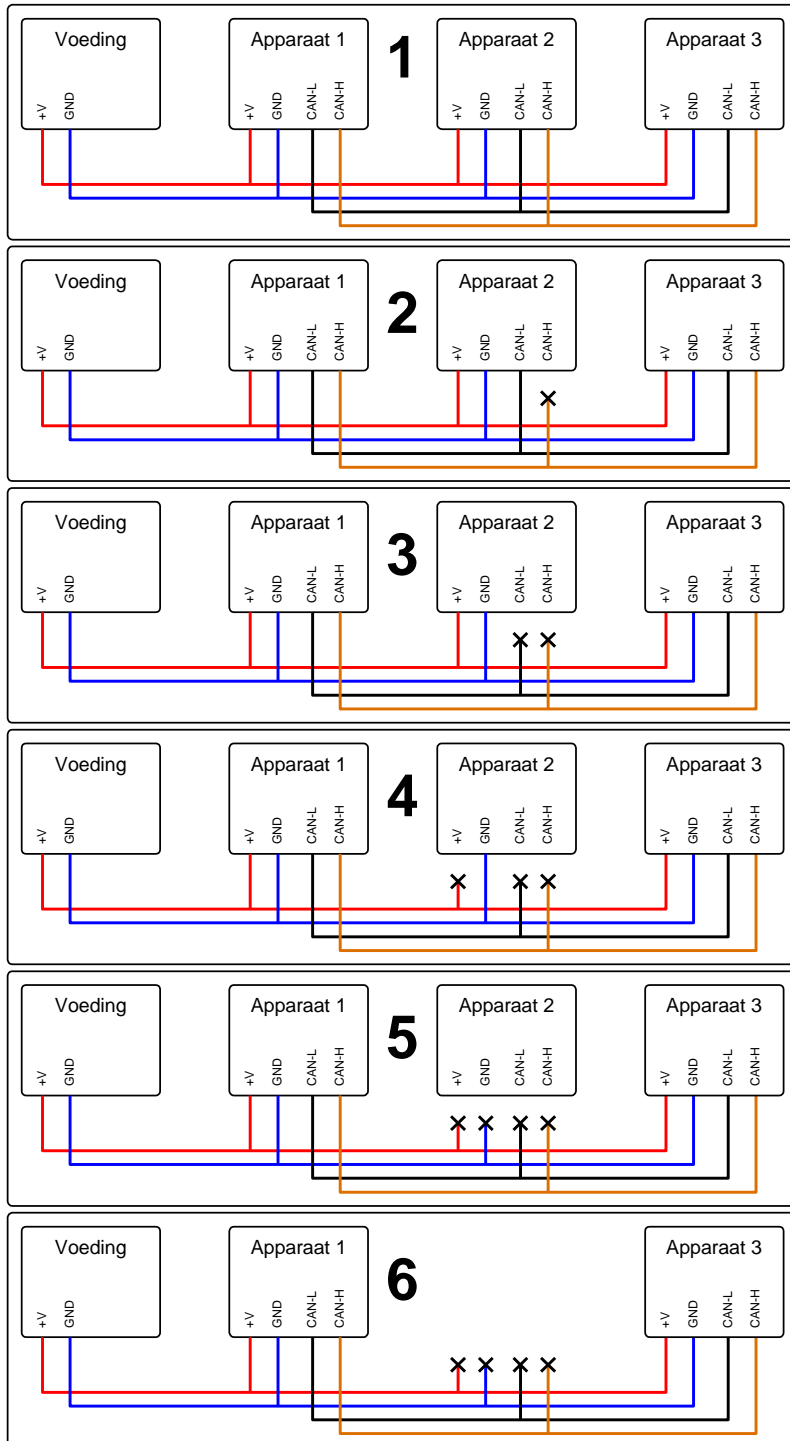 Voeding
Apparaat 1
1
Apparaat 2
Apparaat 3
+V
GND
+V
GND
CAN-L
CAN-H
+V
GND
CAN-L
CAN-H
+V
GND
CAN-L
CAN-H
Voeding
Apparaat 1
2
Apparaat 2
Apparaat 3
+V
GND
+V
GND
CAN-L
CAN-H
+V
GND
CAN-L
CAN-H
+V
GND
CAN-L
CAN-H
Voeding
Apparaat 1
3
Apparaat 2
Apparaat 3
+V
GND
+V
GND
CAN-L
CAN-H
+V
GND
CAN-L
CAN-H
+V
GND
CAN-L
CAN-H
Voeding
Apparaat 1
4
Apparaat 2
Apparaat 3
+V
GND
+V
GND
CAN-L
CAN-H
+V
GND
CAN-L
CAN-H
+V
GND
CAN-L
CAN-H
Voeding
Apparaat 1
5
Apparaat 2
Apparaat 3
+V
GND
+V
GND
CAN-L
CAN-H
+V
GND
CAN-L
CAN-H
+V
GND
CAN-L
CAN-H
Voeding
Apparaat 1
6
Apparaat 3
+V
GND
+V
GND
CAN-L
CAN-H
+V
GND
CAN-L
CAN-H